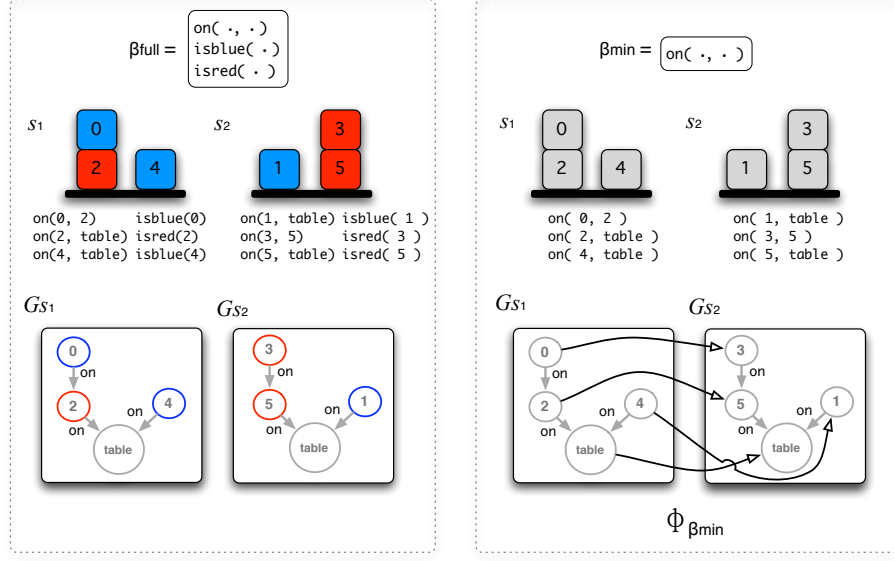 βfull =
on( ·, · )
isblue( · )
isred( · )
s1
0
2
4
s2
3
1
5
on(0, 2) isblue(0)
on(2, table) isred(2)
on(4, table) isblue(4)
on(1, table) isblue( 1 )
on(3, 5) isred( 3 )
on(5, table) isred( 5 )
Gs1
0
on
2
on
4
on
table
Gs2
3
on
5
on
1
on
table
βmin =
on( ·, · )
s1
0
2
4
s2
3
1
5
on( 0, 2 )
on( 2, table )
on( 4, table )
on( 1, table )
on( 3, 5 )
on( 5, table )
Gs1
0
on
2
on
4
on
table
Gs2
3
on
5
on
1
on
table
Φβmin